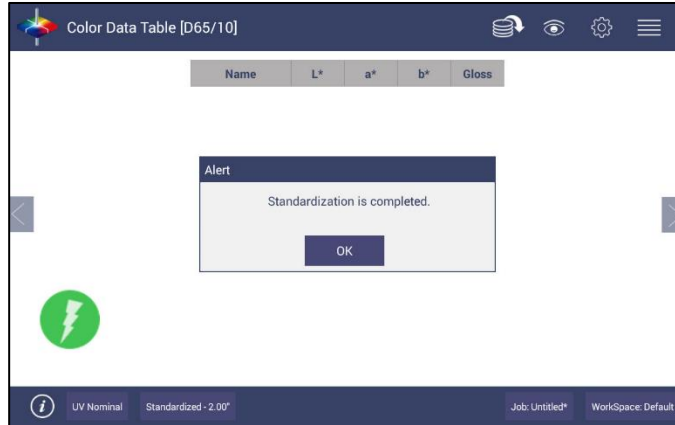 Color Data Table [D65/10]
Name L* a* b* Gloss
Alert
Standardization is completed.
OK
i UV Nominal Standardized - 2.00" Job: Untitled* WorkSpace: Default